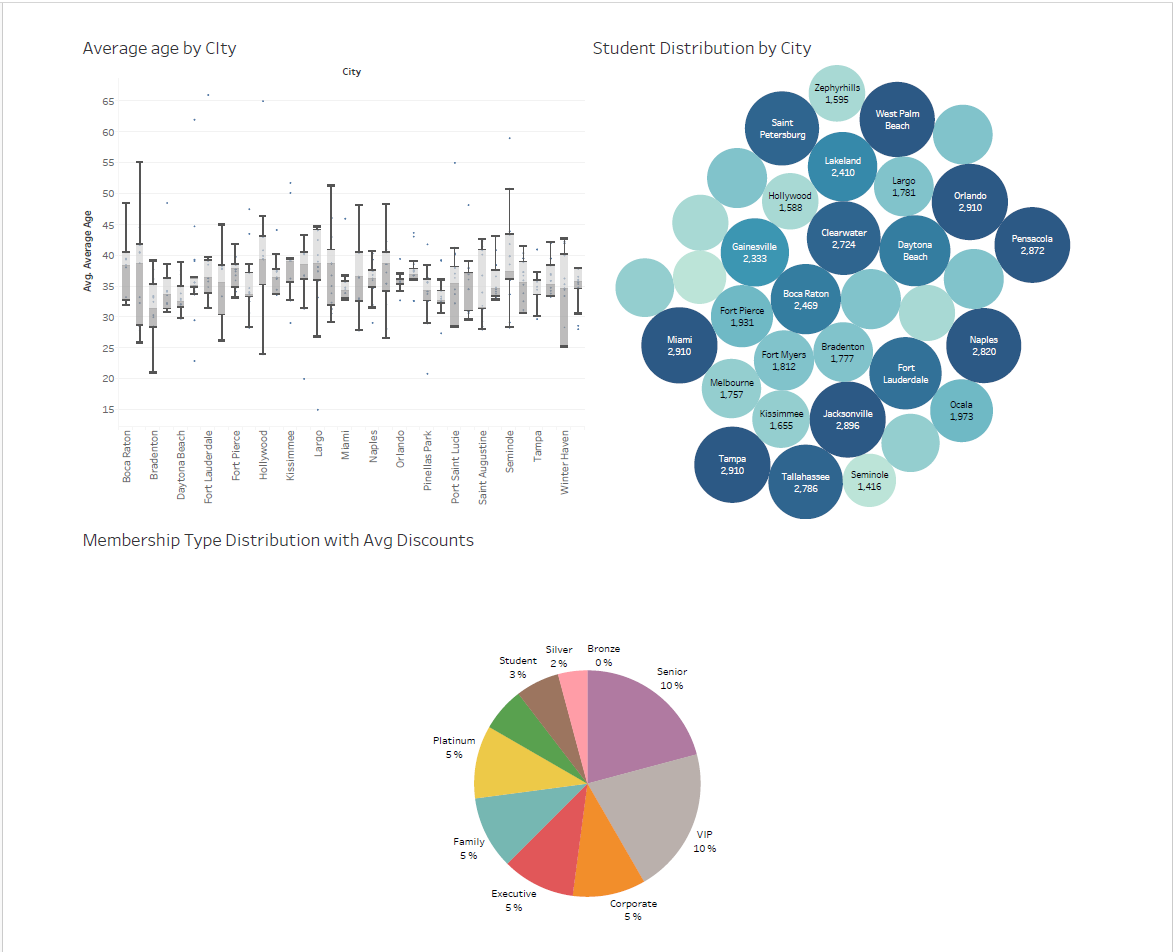 Average age by CIty
City
Avg. Average Age
65
60
55
50
45
40
35
30
25
20
15
Boca Raton
Bradenton
Daytona Beach
Fort Lauderdale
Fort Pierce
Hollywood
Kissimmee
Largo
Miami
Naples
Orlando
Pinellas Park
Port Saint Lucie
Saint Augustine
Seminole
Tampa
Winter Haven
Student Distribution by City
Zephyrhills
1,595
Saint
Petersburg
West Palm
Beach
Lakeland
2,410
Largo
1,781
Hollywood
1,588
Orlando
2,910
Clearwater
2,724
Pensacola
2,872
Gainesville
2,333
Daytona
Beach
Boca Raton
2,469
Fort Pierce
1,931
Miami
2,910
Naples
2,820
Bradenton
1,777
Fort Myers
1,812
Fort
Lauderdale
Melbourne
1,757
Ocala
1,973
Kissimmee
1,655
Jacksonville
2,896
Tampa
2,910
Tallahassee
2,786
Seminole
1,416
Membership Type Distribution with Avg Discounts
Silver
2 %
Bronze
0 %
Student
3 %
Senior
10 %
Platinum
5 %
VIP
10 %
Family
5 %
Executive
5 %
Corporate
5 %